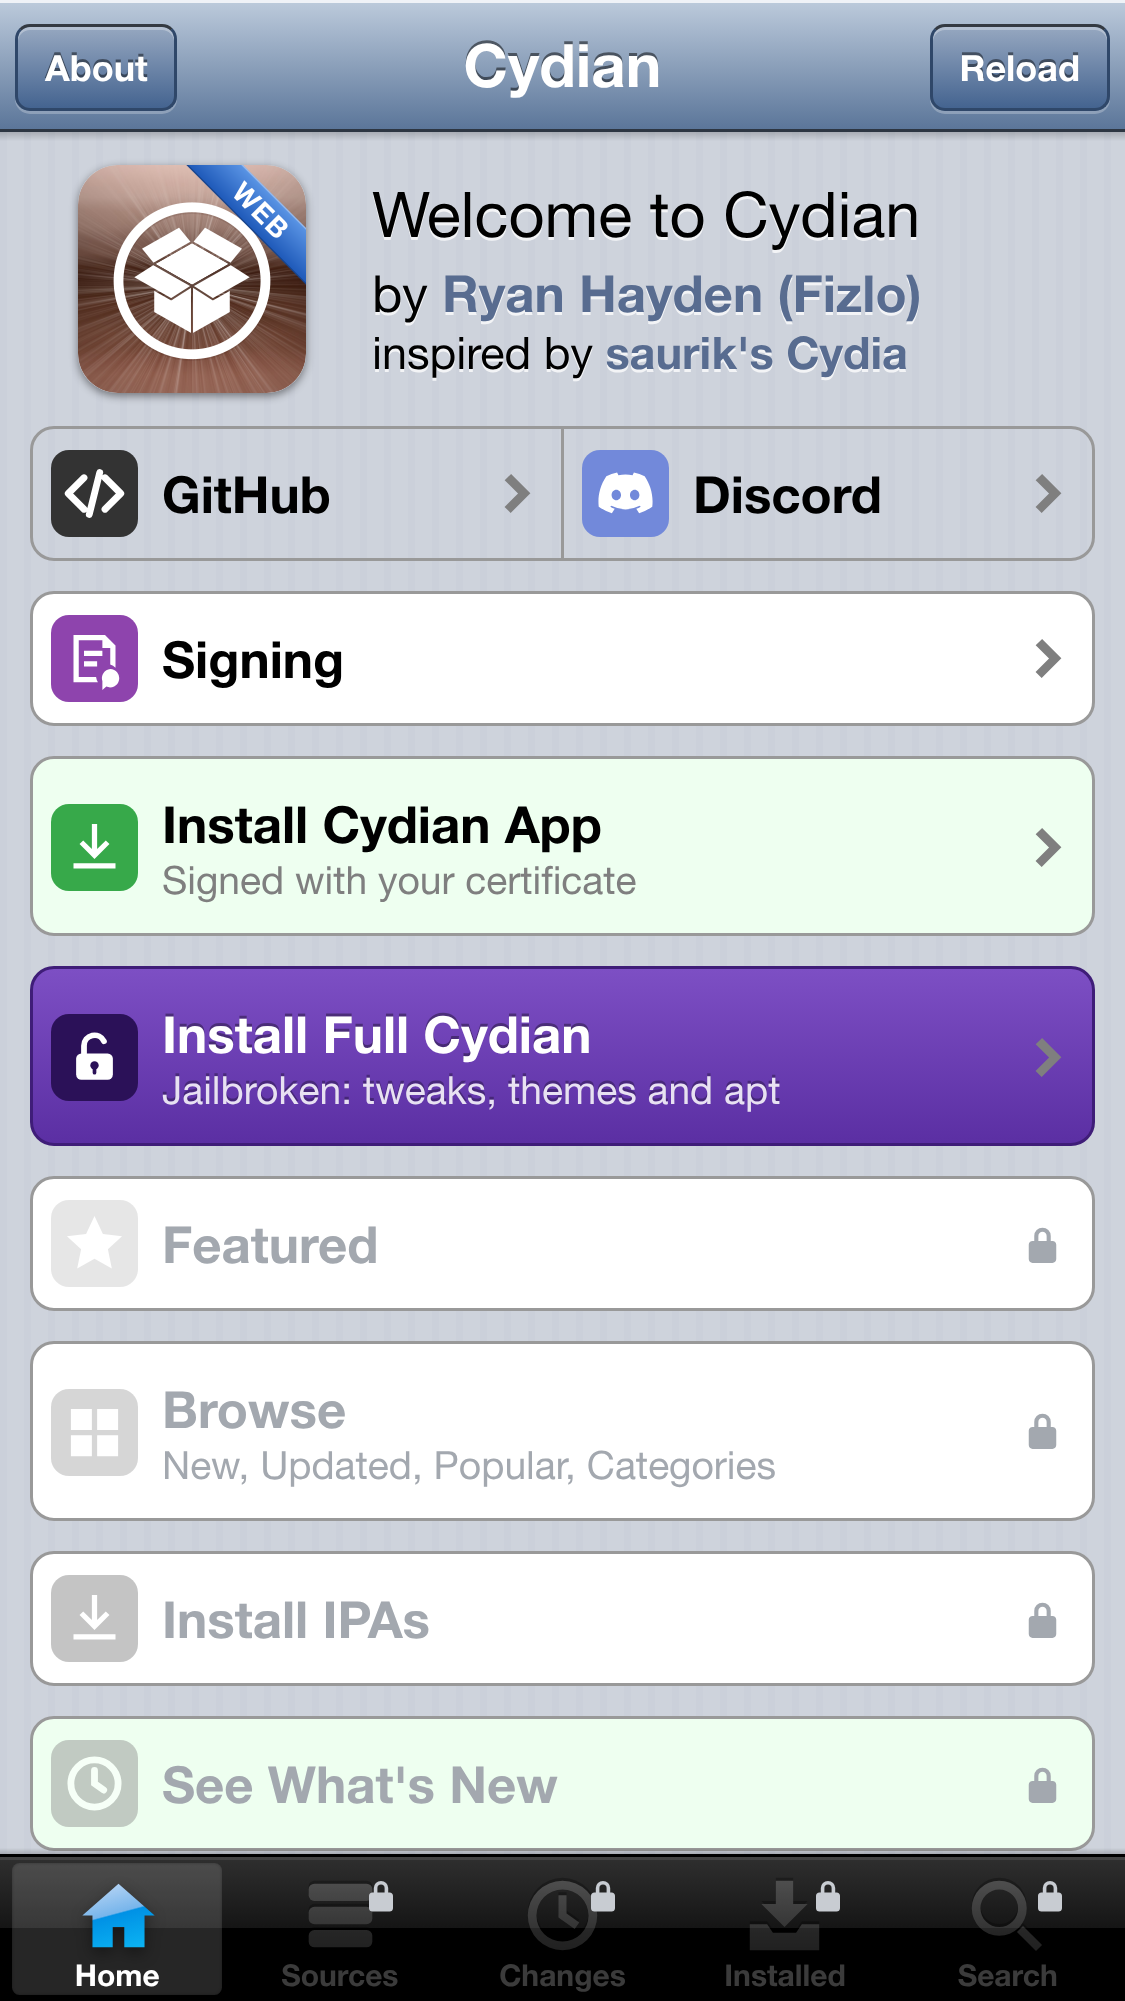 About
Cydian
Reload
WEB
Welcome to Cydian
by Ryan Hayden (Fizlo)
inspired by saurik's Cydia
GitHub
Discord
Signing
Install Cydian App
Signed with your certificate
Install Full Cydian
Jailbroken: tweaks, themes and apt
Featured
Browse
New, Updated, Popular, Categories
Install IPAs
See What's New
Home
Sources
Changes
Installed
Search